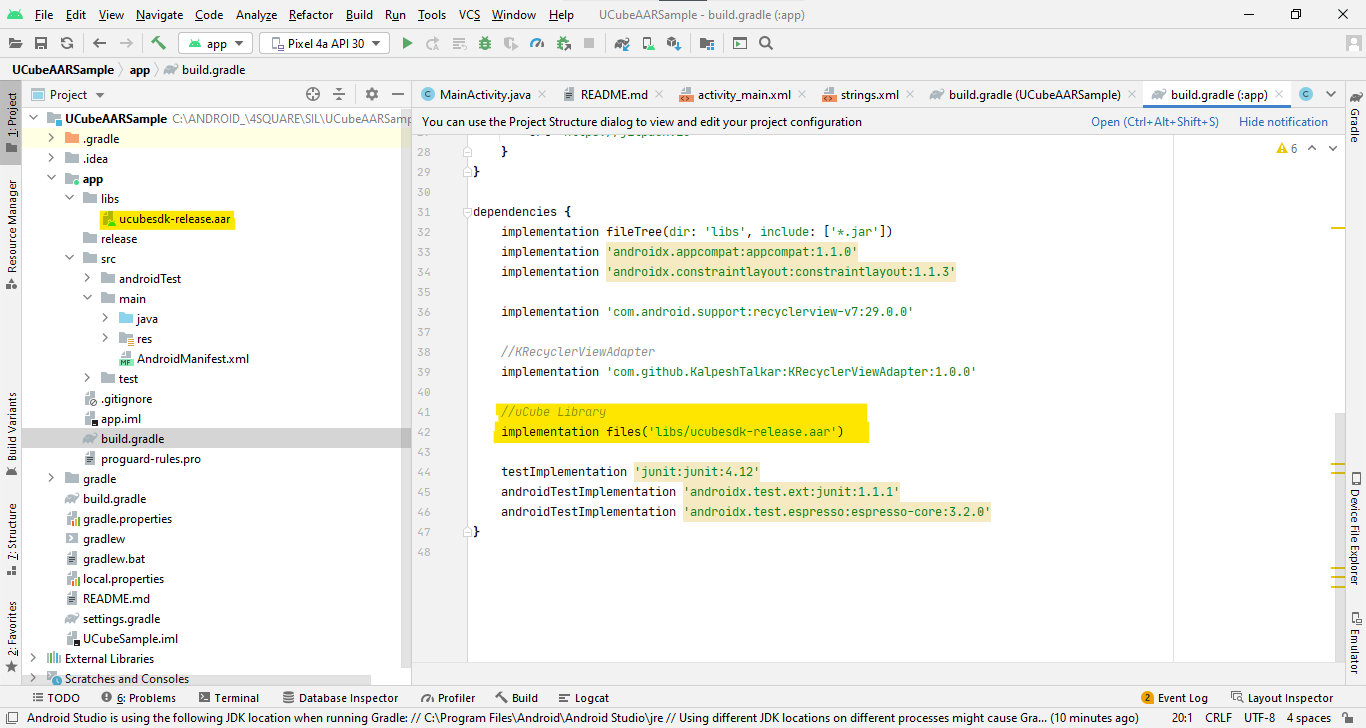 File Edit View Navigate Code Analyze Refactor Build Run Tools VCS Window Help UCubeAARSample - build.gradle (:app)
app Pixel 4a API 30
UCubeAARSample app build.gradle
Project
MainActivity.java README.md activity_main.xml strings.xml build.gradle (UCubeAARSample) build.gradle (:app)
You can use the Project Structure dialog to view and edit your project configuration Open (Ctrl+Alt+Shift+S) Hide notification
1: Project
Resource Manager
Build Variants
7: Structure
2: Favorites
UCubeAARSample C:\ANDROID_\4SQUARE\SIL\UCubeAARSamp
.gradle
.idea
app
libs
ucubesdk-release.aar
release
src
androidTest
main
java
res
AndroidManifest.xml
test
.gitignore
app.iml
build.gradle
proguard-rules.pro
gradle
build.gradle
gradle.properties
gradlew
gradlew.bat
local.properties
README.md
settings.gradle
UCubeSample.iml
External Libraries
Scratches and Consoles
6
28 }
29 }
30
31 dependencies {
32 implementation fileTree(dir: 'libs', include: ['*.jar'])
33 implementation 'androidx.appcompat:appcompat:1.1.0'
34 implementation 'androidx.constraintlayout:constraintlayout:1.1.3'
35
36 implementation 'com.android.support:recyclerview-v7:29.0.0'
37
38 //KRecyclerViewAdapter
39 implementation 'com.github.KalpeshTalkar:KRecyclerViewAdapter:1.0.0'
40
41 //uCube Library
42 implementation files('libs/ucubesdk-release.aar')
43
44 testImplementation 'junit:junit:4.12'
45 androidTestImplementation 'androidx.test.ext:junit:1.1.1'
46 androidTestImplementation 'androidx.test.espresso:espresso-core:3.2.0'
47 }
48
Gradle
Device File Explorer
Emulator
TODO 6: Problems Terminal Database Inspector Profiler Build Logcat 2 Event Log Layout Inspector
Android Studio is using the following JDK location when running Gradle: // C:\Program Files\Android\Android Studio\jre // Using different JDK locations on different processes might cause Gra... (10 minutes ago) 20:1 CRLF UTF-8 4 spaces